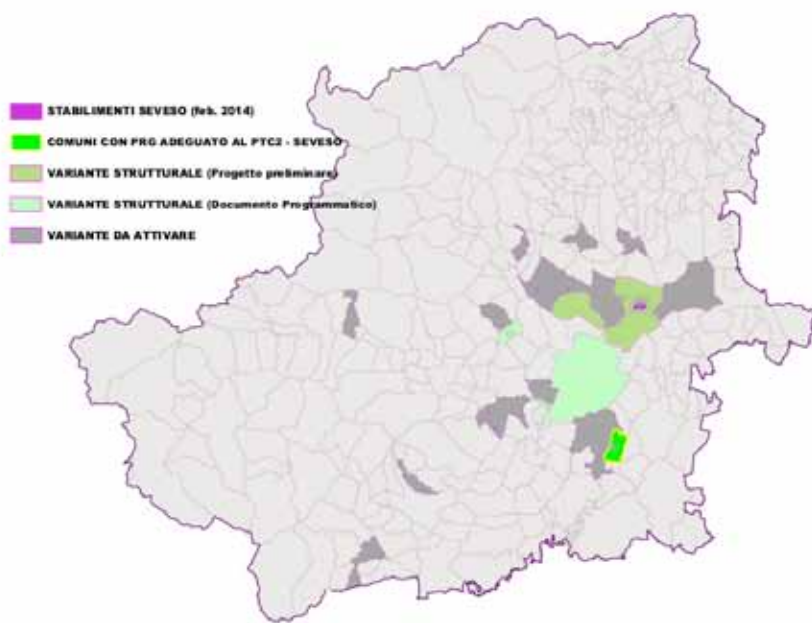 STABILIMENTI SEVESO (feb. 2014)
COMUNI CON PRG ADEGUATO AL PTC2 - SEVESO
VARIANTE STRUTTURALE (Progetto preliminare)
VARIANTE STRUTTURALE (Documento Programmatico)
VARIANTE DA ATTIVARE